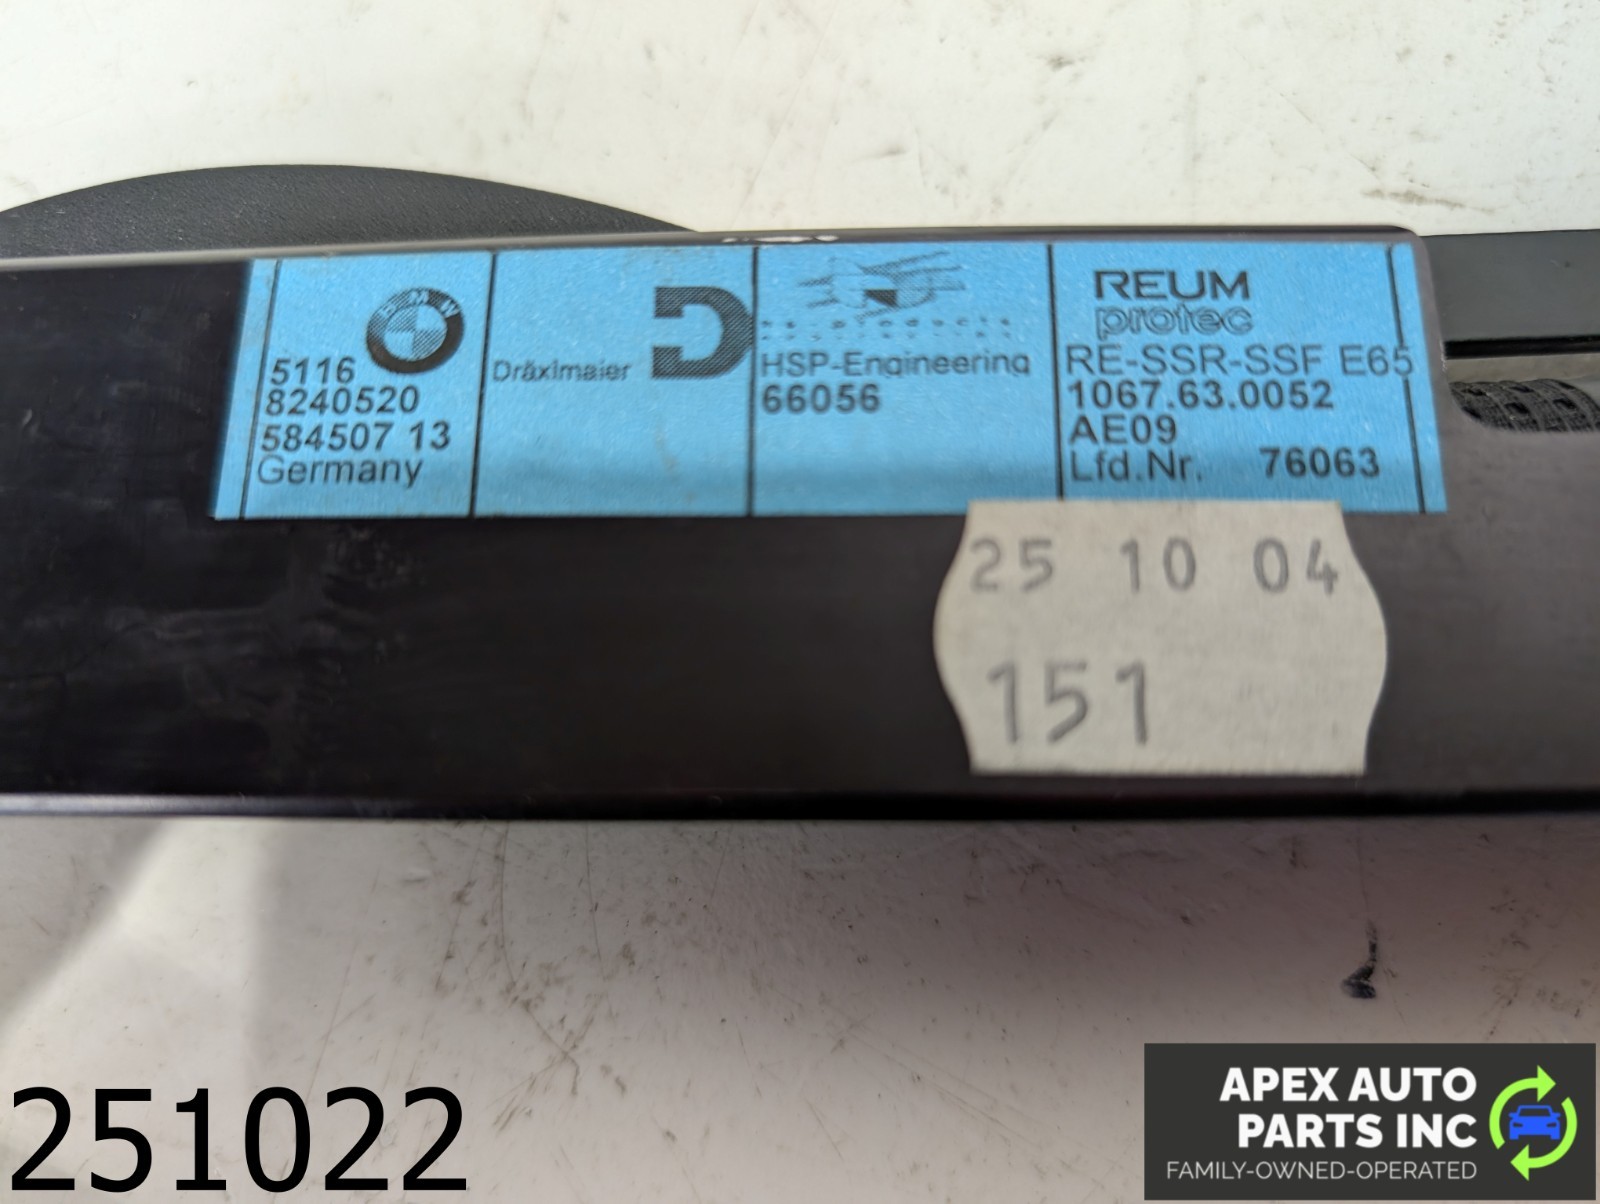 BMW
5116
8240520
584507 13
Germany
Dräxlmaier
HSP-Engineering
66056
REUM
protec
RE-SSR-SSF E65
1067.63.0052
AE09
Lfd.Nr. 76063
25 10 04
151
251022
APEX AUTO
PARTS INC
FAMILY-OWNED-OPERATED